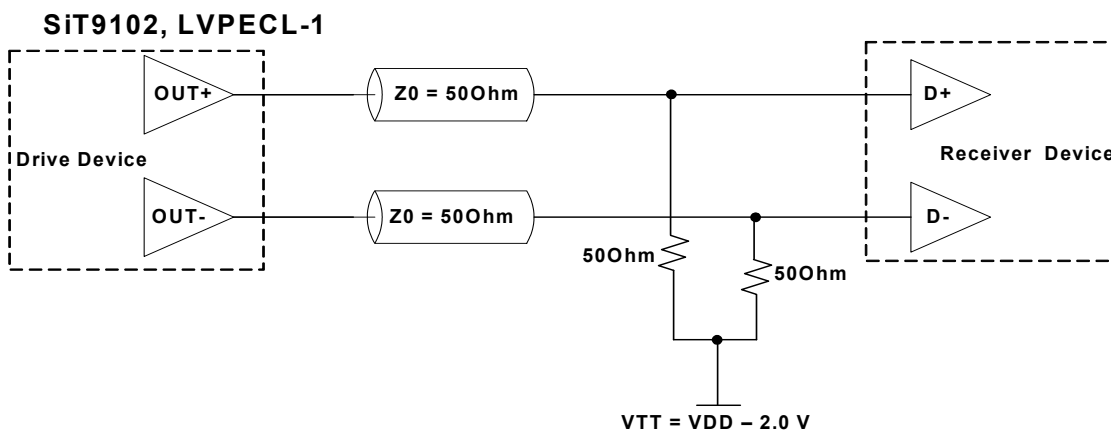 SiT9102, LVPECL-1
OUT+
Z0 = 50Ohm
D+
Drive Device
Receiver Device
OUT-
Z0 = 50Ohm
D-
50Ohm
50Ohm
VTT = VDD – 2.0 V